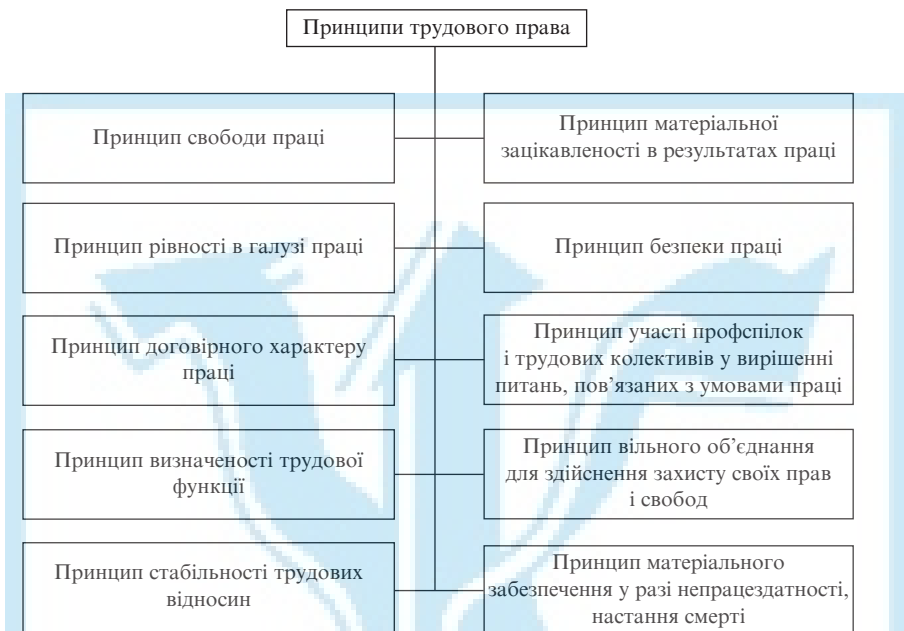 Принципи трудового права
Принцип свободи праці
Принцип матеріальної
зацікавленості в результатах праці
Принцип рівності в галузі праці
Принцип безпеки праці
Принцип договірного характеру
праці
Принцип участі профспілок
і трудових колективів у вирішенні
питань, пов’язаних з умовами праці
Принцип визначеності трудової
функції
Принцип вільного об’єднання
для здійснення захисту своїх прав
і свобод
Принцип стабільності трудових
відносин
Принцип матеріального
забезпечення у разі непрацездатності,
настання смерті